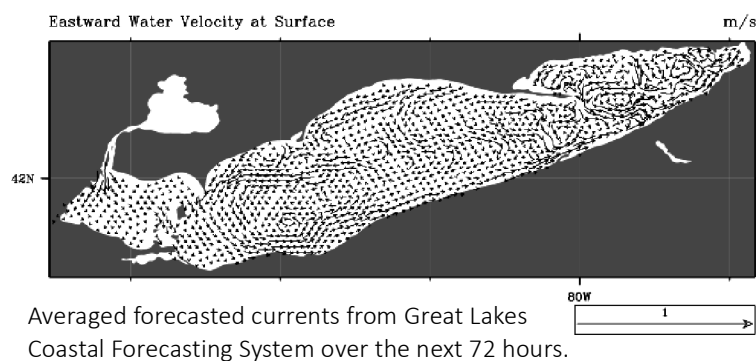 Eastward Water Velocity at Surface m/s
42N
80W
1
Averaged forecasted currents from Great Lakes
Coastal Forecasting System over the next 72 hours.